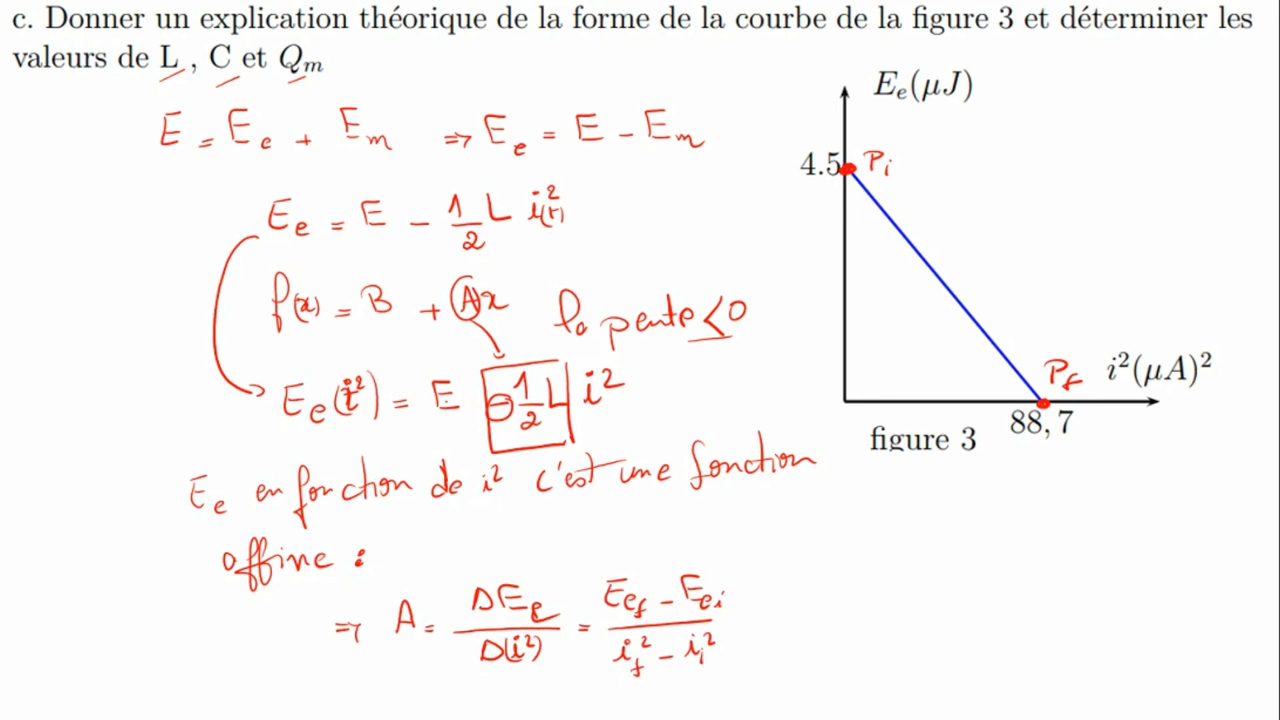 c. Donner un explication théorique de la forme de la courbe de la figure 3 et déterminer les
valeurs de L , C et Qₘ
E = Eₑ + Eₘ ⇒ Eₑ = E - Eₘ
Eₑ = E - 1/2 L i²(t)
f(x) = B + Ax la pente < 0
Eₑ(i²) = E - 1/2 L i²
Eₑ en fonction de i² c'est une fonction
affine :
⇒ A = ΔEₑ / Δ(i²) = (Eₑf - Eₑi) / (i²f - i²i)
Eₑ(μJ)
4.5 Pi
Pf i²(μA)²
88,7
figure 3